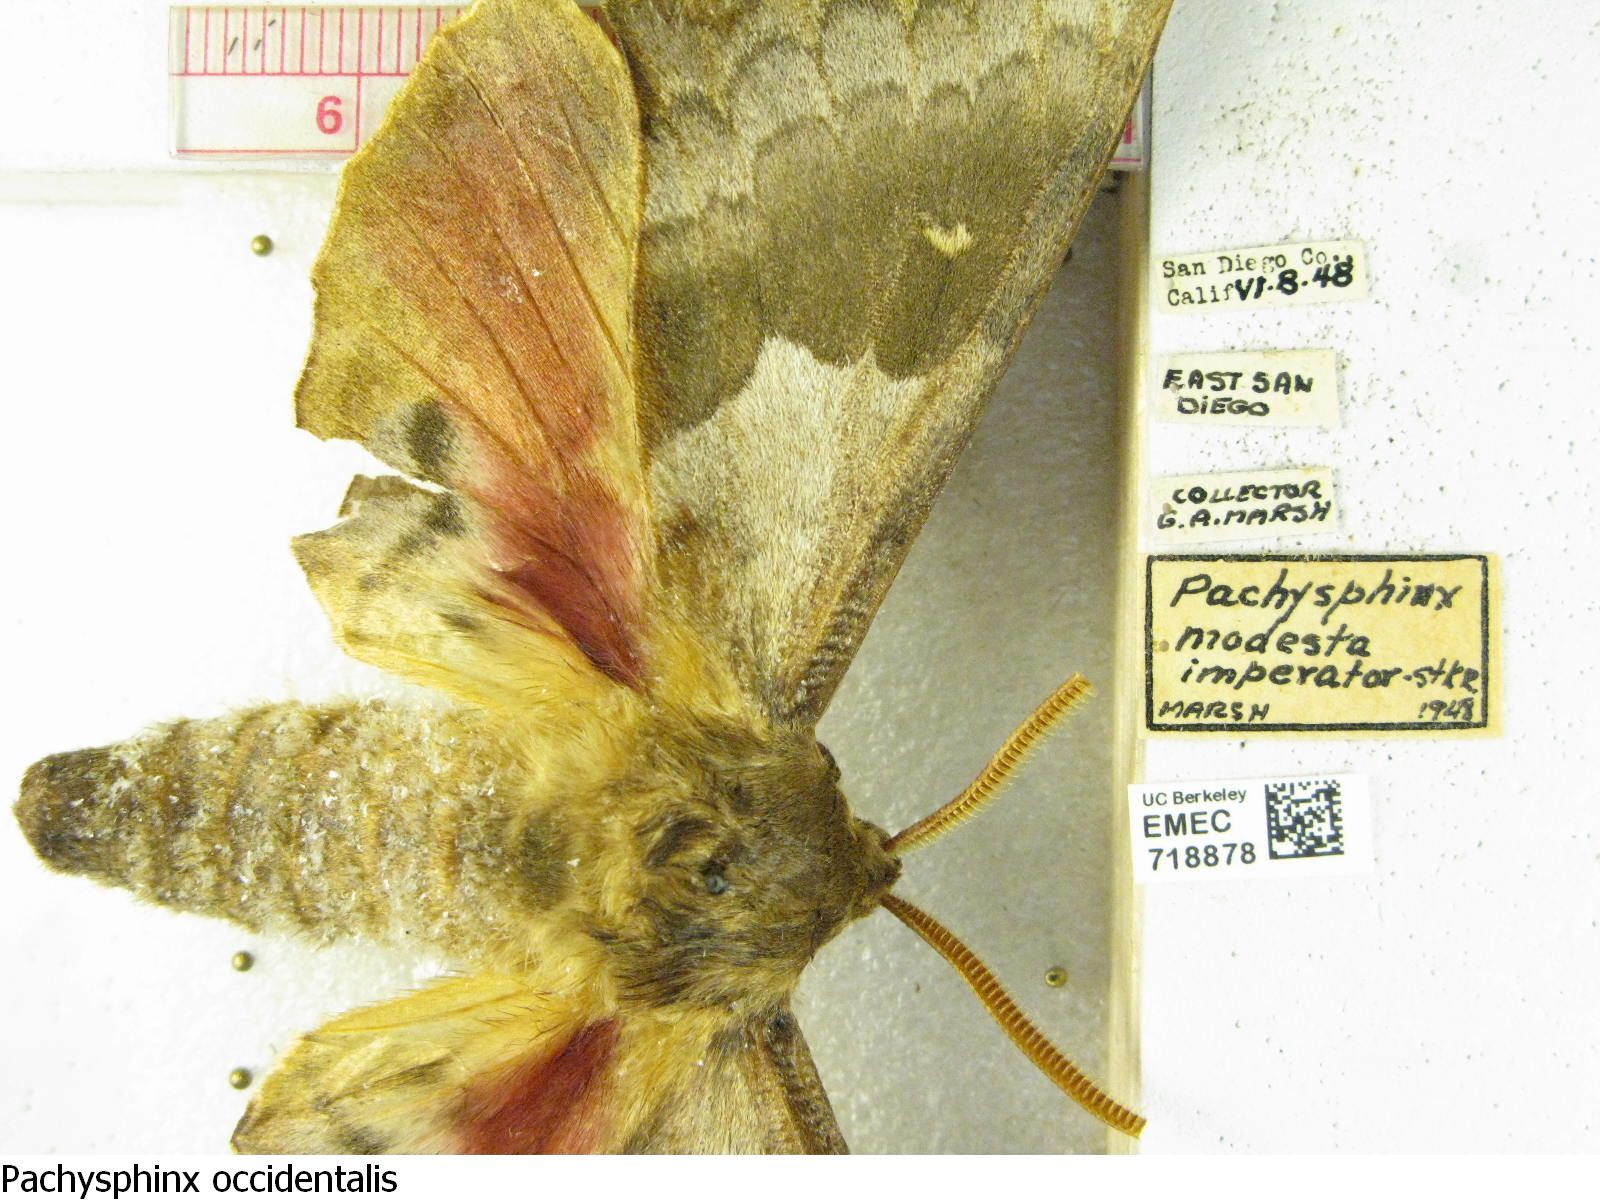 6
San Diego Co.,
Calif VI.8.48
EAST SAN
DIEGO
COLLECTOR
G.A.MARSH
Pachysphinx
modesta
imperator-stkr
MARSH 1948
UC Berkeley
EMEC
718878
Pachysphinx occidentalis